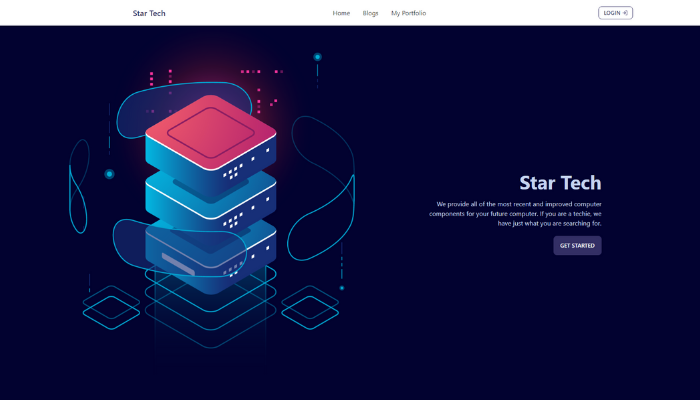 Star Tech
Home
Blogs
My Portfolio
LOGIN
Star Tech
We provide all of the most recent and improved computer
components for your future computer. If you are a techie, we
have just what you are searching for.
GET STARTED